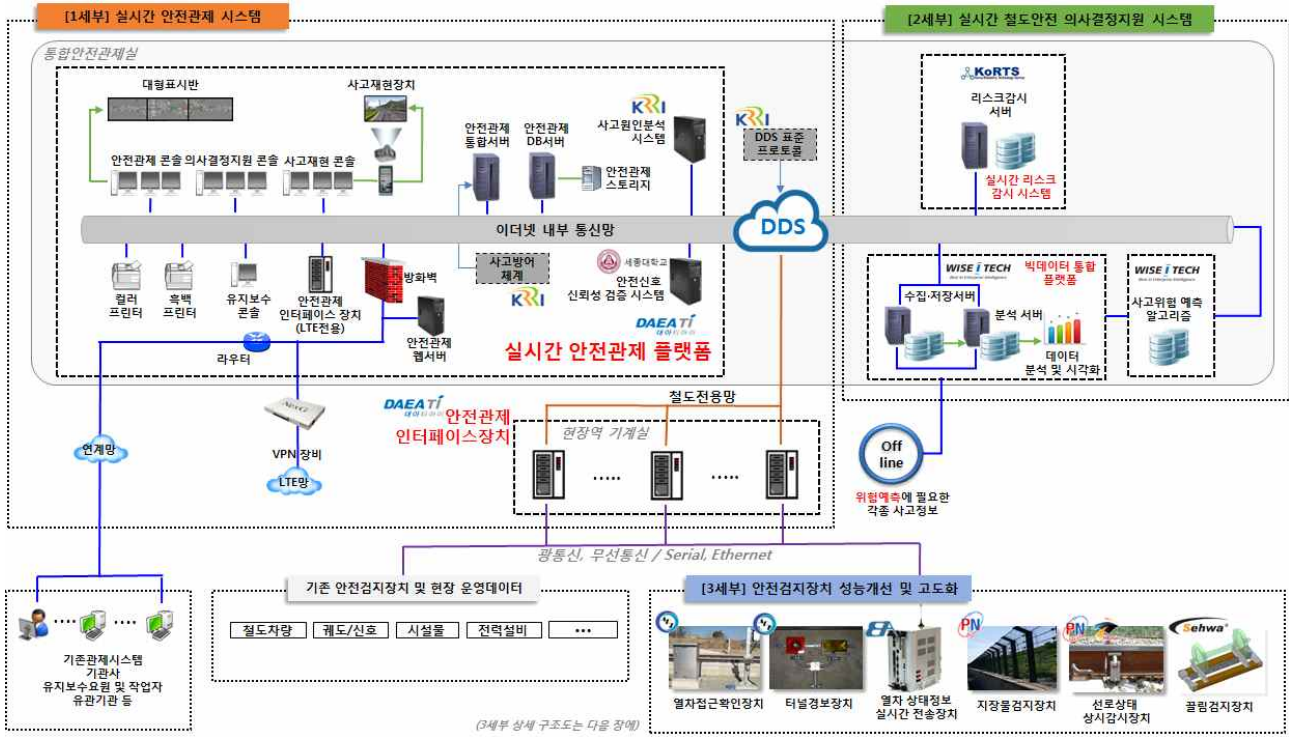 [1세부] 실시간 안전관제 시스템
[2세부] 실시간 철도안전 의사결정지원 시스템
통합안전관제실
대형표시반
사고재현장치
안전관제 콘솔
의사결정지원 콘솔
사고재현 콘솔
안전관제
통합서버
안전관제
DB서버
안전관제
스토리지
KRRI
사고원인분석
시스템
KRRI
DDS 표준
프로토콜
DDS
KoRTS
리스크감시
서버
실시간 리스크
감시 시스템
이더넷 내부 통신망
컬러
프린터
흑백
프린터
유지보수
콘솔
안전관제
인터페이스 장치
(LTE전용)
방화벽
안전관제
웹서버
사고방어
체계
KRRI
세종대학교
안전신호
신뢰성 검증 시스템
DAEATi
데아티아이
실시간 안전관제 플랫폼
라우터
WISE i TECH
빅데이터 통합
플랫폼
수집·저장서버
분석 서버
데이터
분석 및 시각화
WISE i TECH
사고위험 예측
알고리즘
연계망
VPN 장비
LTE망
DAEATi
안전관제
인터페이스장치
철도전용망
현장역 기계실
Off
line
위험예측에 필요한
각종 사고정보
광통신, 무선통신 / Serial, Ethernet
기존관제시스템
기관사
유지보수요원 및 작업자
유관기관 등
기존 안전검지장치 및 현장 운영데이터
철도차량
궤도/신호
시설물
전력설비
...
[3세부] 안전검지장치 성능개선 및 고도화
PN
PN
Sehwa
열차접근확인장치
터널경보장치
열차 상태정보
실시간 전송장치
지장물검지장치
선로상태
상시감시장치
끌림검지장치
(3세부 상세 구조도는 다음 장에)